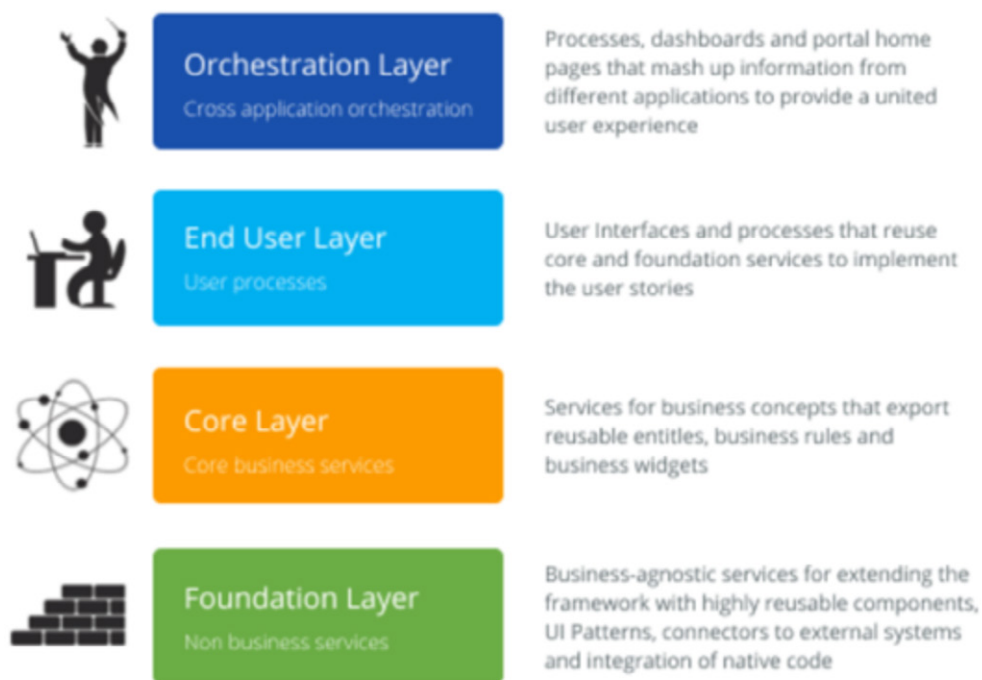 Orchestration Layer
Cross application orchestration
Processes, dashboards and portal home
pages that mash up information from
different applications to provide a united
user experience
End User Layer
User processes
User Interfaces and processes that reuse
core and foundation services to implement
the user stories
Core Layer
Core business services
Services for business concepts that export
reusable entitles, business rules and
business widgets
Foundation Layer
Non business services
Business-agnostic services for extending the
framework with highly reusable components,
UI Patterns, connectors to external systems
and integration of native code